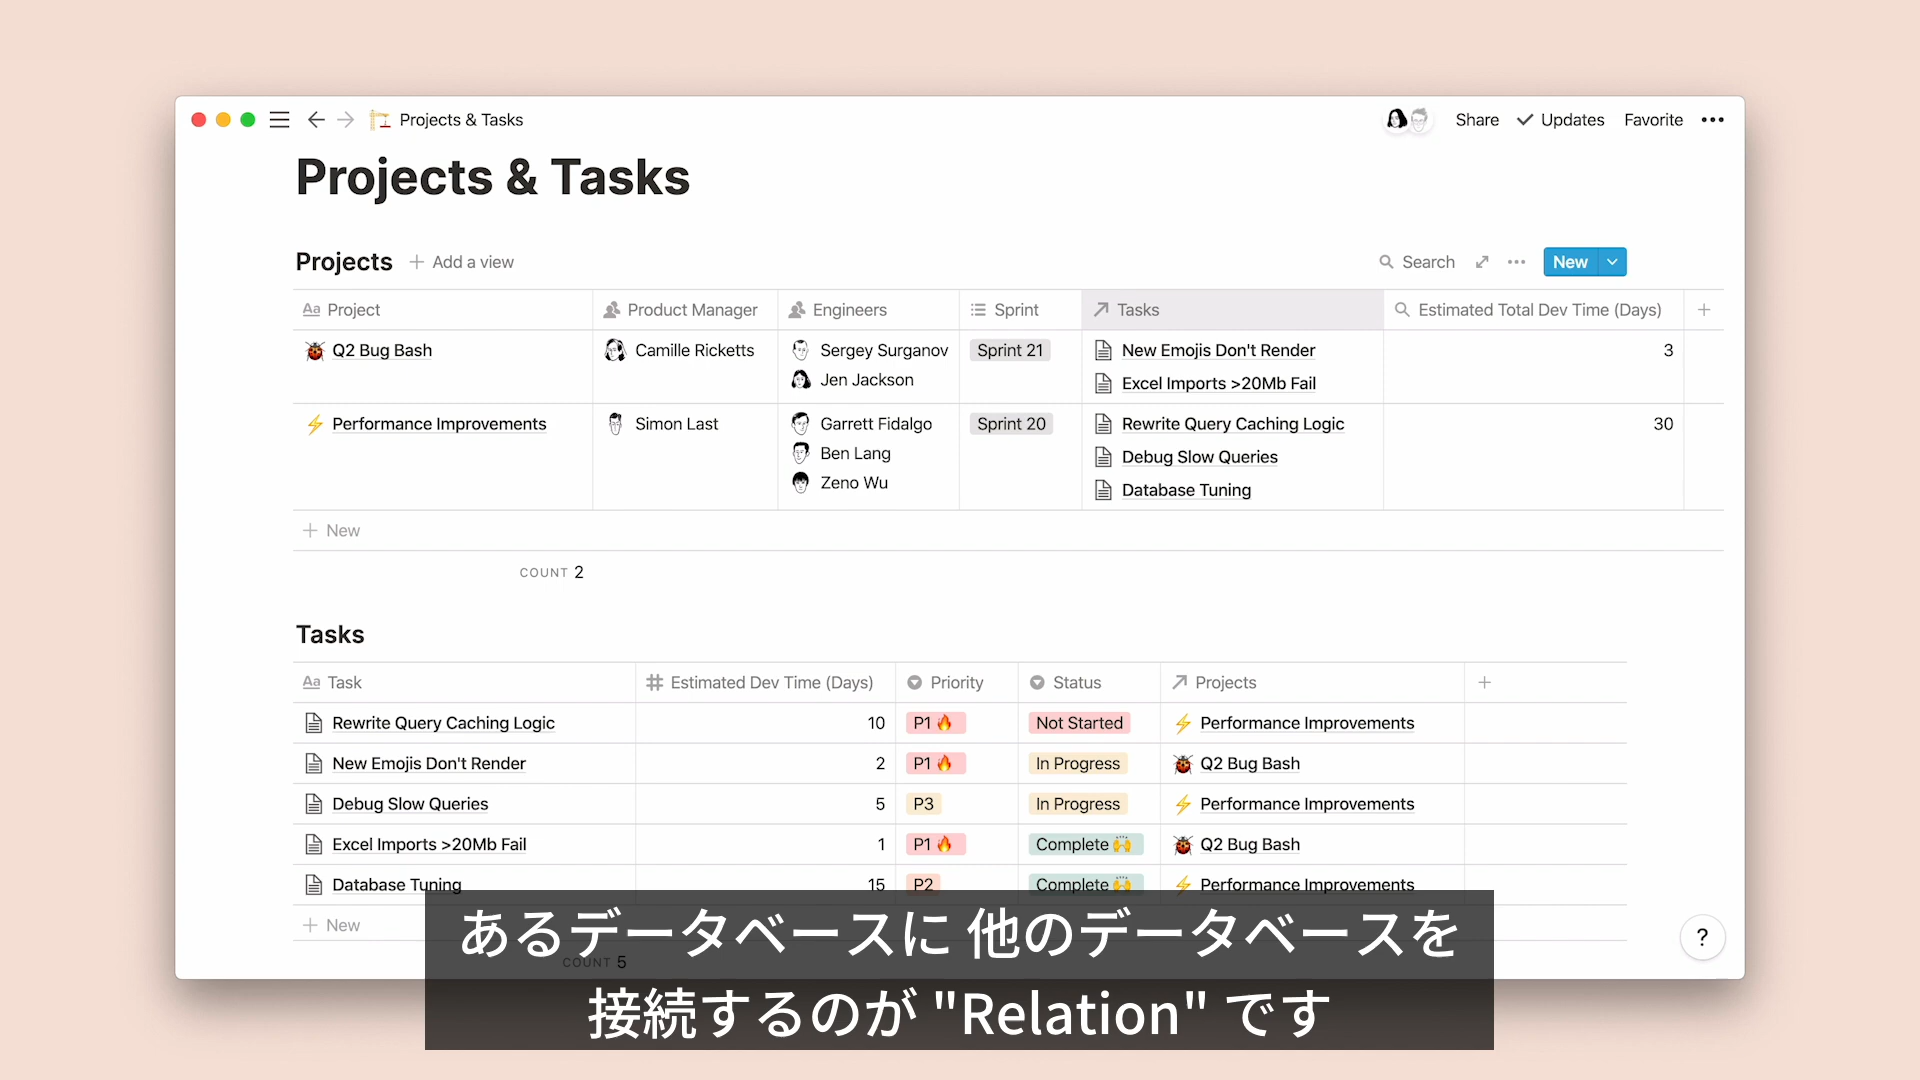 Projects & Tasks
Share Updates Favorite
Projects & Tasks
Projects Add a view Search New
Aa Project Product Manager Engineers Sprint Tasks Estimated Total Dev Time (Days)
Q2 Bug Bash Camille Ricketts Sergey Surganov Sprint 21 New Emojis Don't Render 3
Jen Jackson Excel Imports >20Mb Fail
Performance Improvements Simon Last Garrett Fidalgo Sprint 20 Rewrite Query Caching Logic 30
Ben Lang Debug Slow Queries
Zeno Wu Database Tuning
New
COUNT 2
Tasks
Aa Task # Estimated Dev Time (Days) Priority Status Projects
Rewrite Query Caching Logic 10 P1 Not Started Performance Improvements
New Emojis Don't Render 2 P1 In Progress Q2 Bug Bash
Debug Slow Queries 5 P3 In Progress Performance Improvements
Excel Imports >20Mb Fail 1 P1 Complete Q2 Bug Bash
Database Tuning 15 P2 Complete Performance Improvements
New
COUNT 5
?
あるデータベースに 他のデータベースを
接続するのが "Relation" です